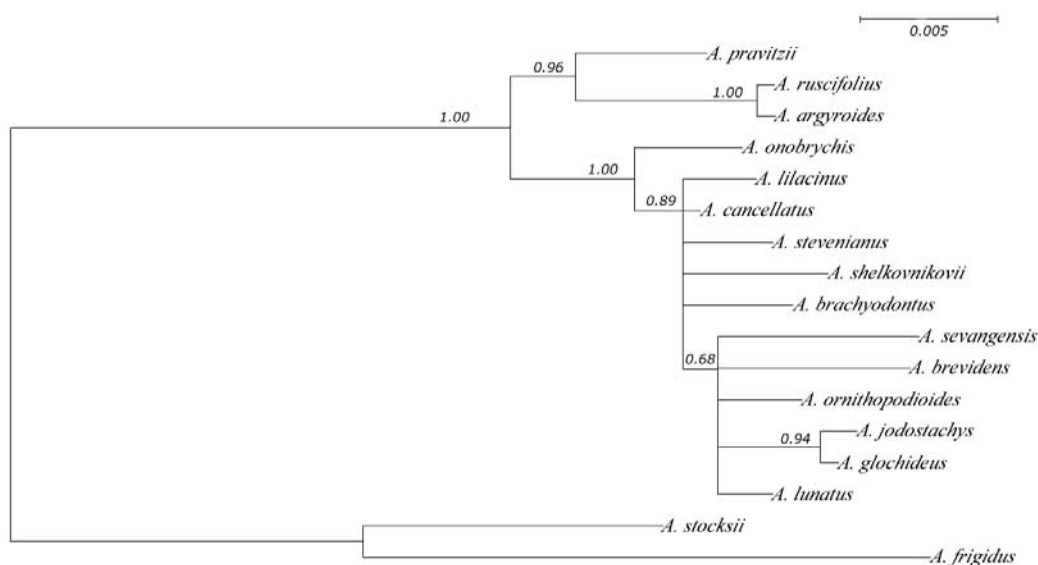 0.005
A. pravitzii
0.96
A. ruscifolius
1.00
A. argyroides
1.00
A. onobrychis
1.00
A. lilacinus
0.89
A. cancellatus
A. stevenianus
A. shelkovnikovii
A. brachyodontus
A. sevangensis
0.68
A. brevidens
A. ornithopodioides
A. jodostachys
0.94
A. glochideus
A. lunatus
A. stocksii
A. frigidus